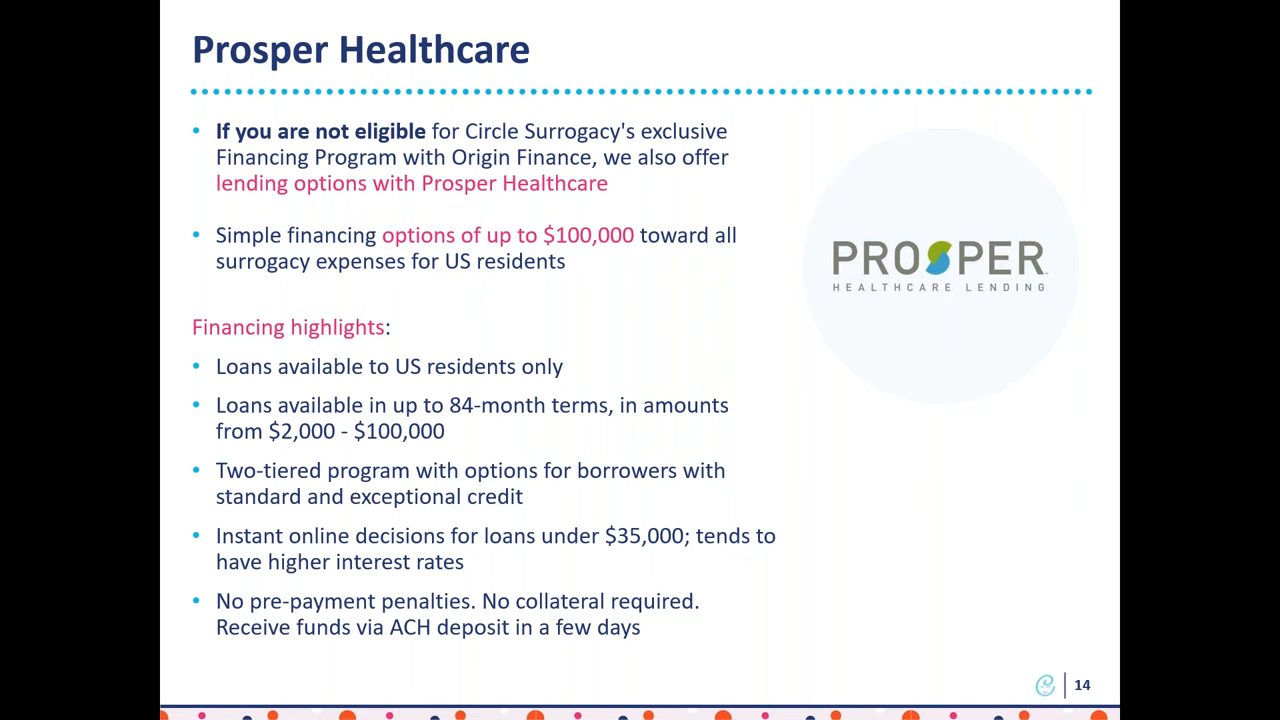 Prosper Healthcare
• If you are not eligible for Circle Surrogacy's exclusive
Financing Program with Origin Finance, we also offer
lending options with Prosper Healthcare
• Simple financing options of up to $100,000 toward all
surrogacy expenses for US residents
PROSPER
HEALTHCARE LENDING
Financing highlights:
• Loans available to US residents only
• Loans available in up to 84-month terms, in amounts
from $2,000 - $100,000
• Two-tiered program with options for borrowers with
standard and exceptional credit
• Instant online decisions for loans under $35,000; tends to
have higher interest rates
• No pre-payment penalties. No collateral required.
Receive funds via ACH deposit in a few days
14